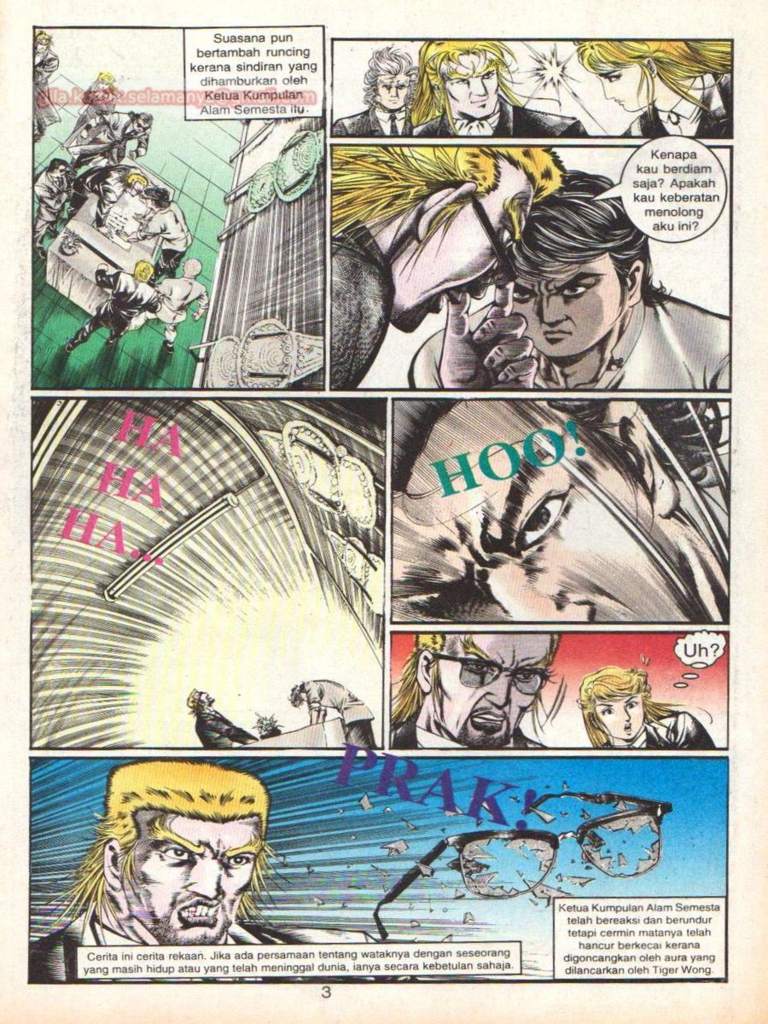 Suasana pun
bertambah runcing
kerana sindiran yang
dihamburkan oleh
Ketua Kumpulan
Alam Semesta itu.
Kenapa
kau berdiam
saja? Apakah
kau keberatan
menolong
aku ini?
HA
HA
HA...
HOO!
Uh?
PRAK!
Cerita ini cerita rekaan. Jika ada persamaan tentang wataknya dengan seseorang
yang masih hidup atau yang telah meninggal dunia, ianya secara kebetulan sahaja.
Ketua Kumpulan Alam Semesta
telah bereaksi dan berundur
tetapi cermin matanya telah
hancur berkecai kerana
digoncangkan oleh aura yang
dilancarkan oleh Tiger Wong.
3